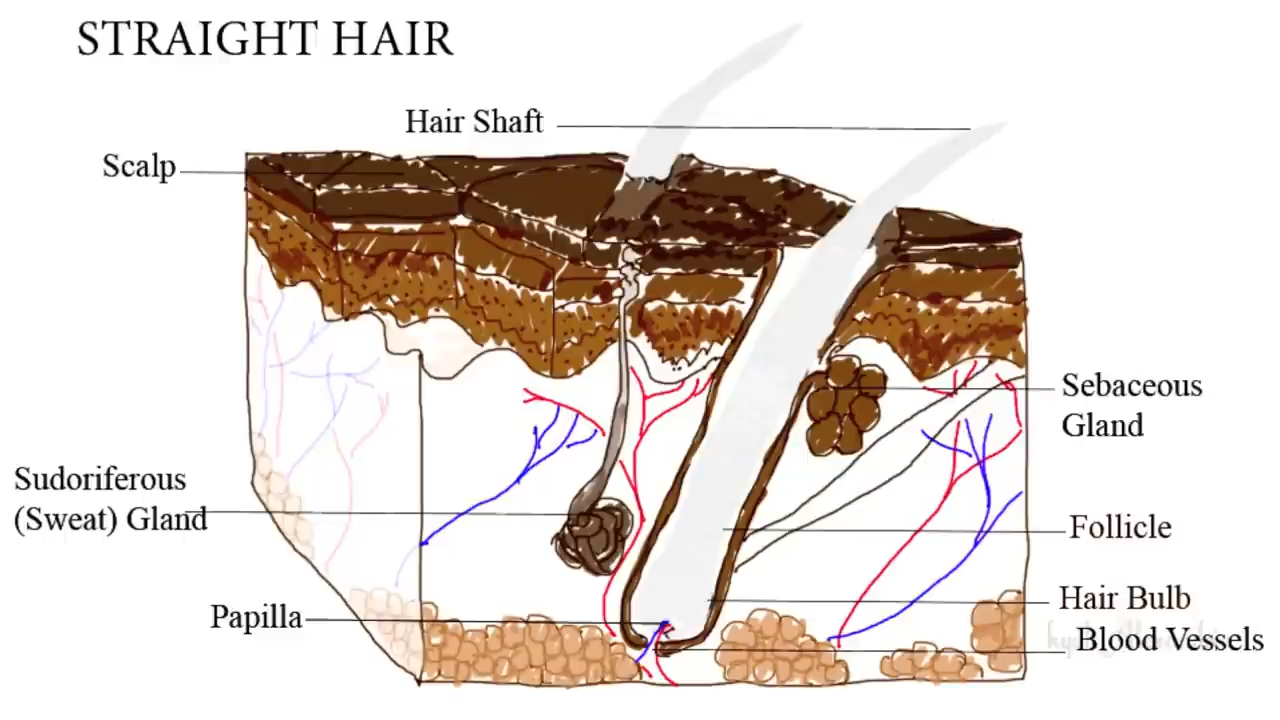 STRAIGHT HAIR
Hair Shaft
Scalp
Sebaceous
Gland
Sudoriferous
(Sweat) Gland
Follicle
Hair Bulb
Papilla
Blood Vessels